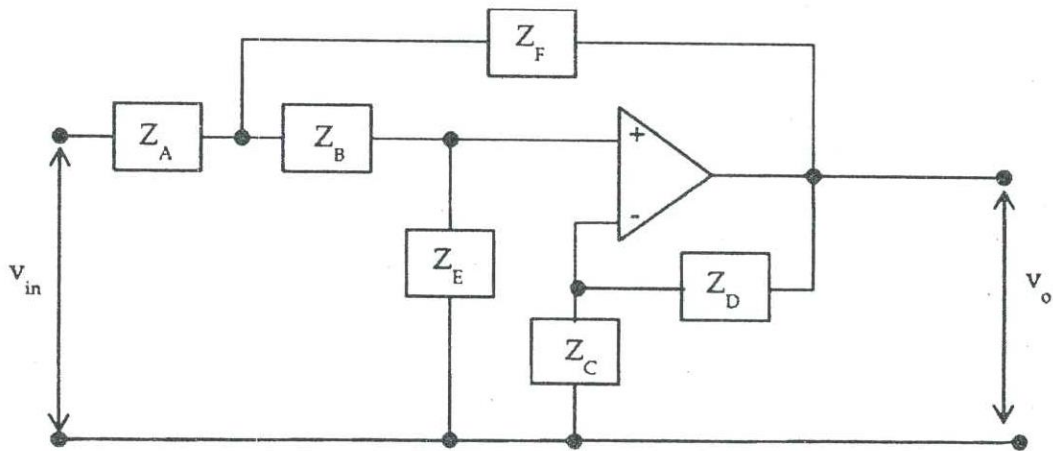 Z_F
Z_A
Z_B
+
-
Z_E
Z_D
Z_C
v_in
v_o